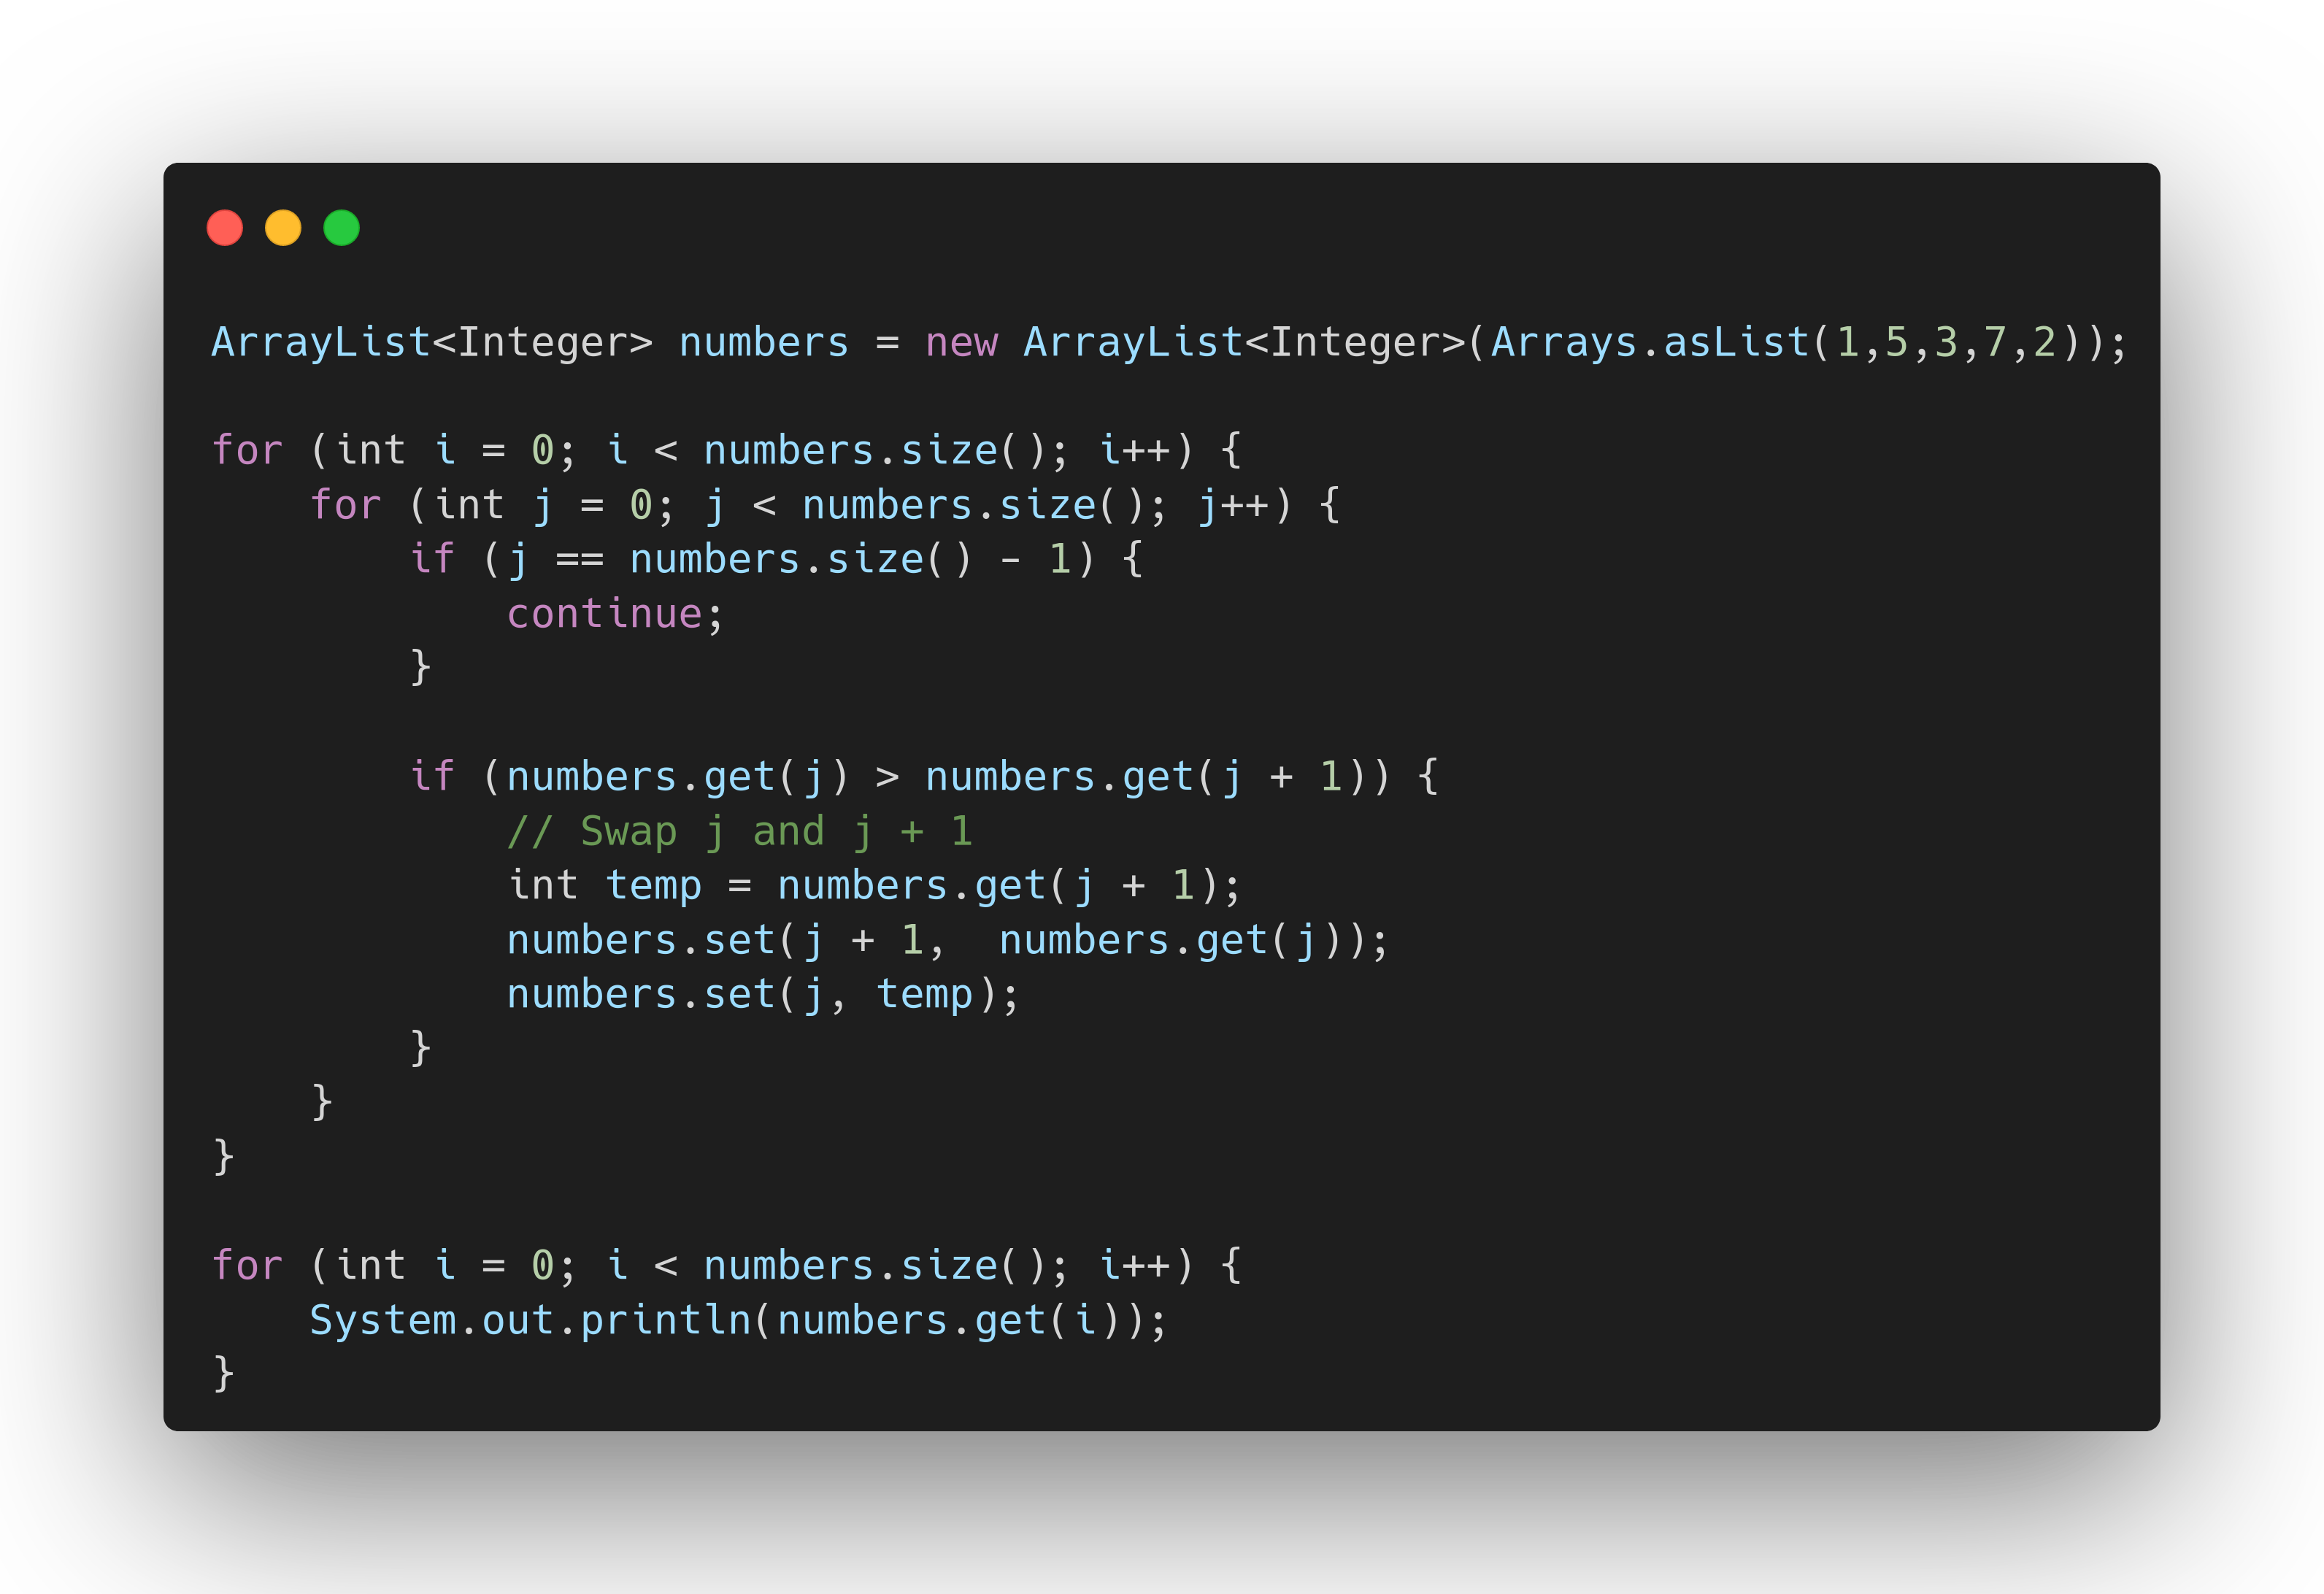 ArrayList<Integer> numbers = new ArrayList<Integer>(Arrays.asList(1,5,3,7,2));

for (int i = 0; i < numbers.size(); i++) {
    for (int j = 0; j < numbers.size(); j++) {
        if (j == numbers.size() - 1) {
            continue;
        }

        if (numbers.get(j) > numbers.get(j + 1)) {
            // Swap j and j + 1
            int temp = numbers.get(j + 1);
            numbers.set(j + 1,  numbers.get(j));
            numbers.set(j, temp);
        }
    }
}

for (int i = 0; i < numbers.size(); i++) {
    System.out.println(numbers.get(i));
}